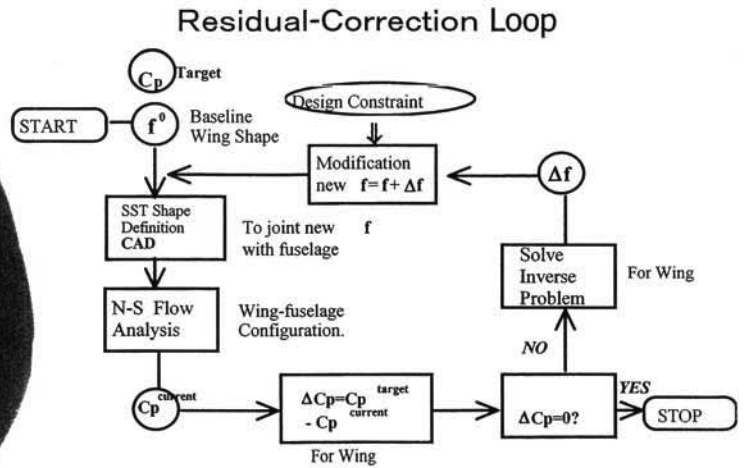 Residual-Correction Loop
Cp Target
START
f⁰
Baseline
Wing Shape
Design Constraint
Modification
new f=f+ Δf
Δf
SST Shape
Definition
CAD
To joint new f
with fuselage
Solve
Inverse
Problem
For Wing
N-S Flow
Analysis
Wing-fuselage
Configuration.
NO
Cp current
ΔCp=Cp target
- Cp current
For Wing
ΔCp=0?
YES
STOP